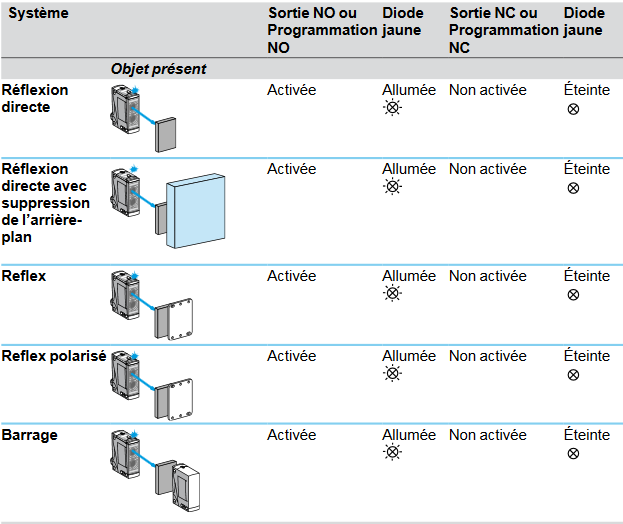 Système Sortie NO ou Diode Sortie NC ou Diode
Programmation jaune Programmation jaune
NO NC
Objet présent
Réflexion Activée Allumée Non activée Éteinte
directe
Réflexion Activée Allumée Non activée Éteinte
directe avec
suppression
de l'arrière-
plan
Reflex Activée Allumée Non activée Éteinte
Reflex polarisé Activée Allumée Non activée Éteinte
Barrage Activée Allumée Non activée Éteinte